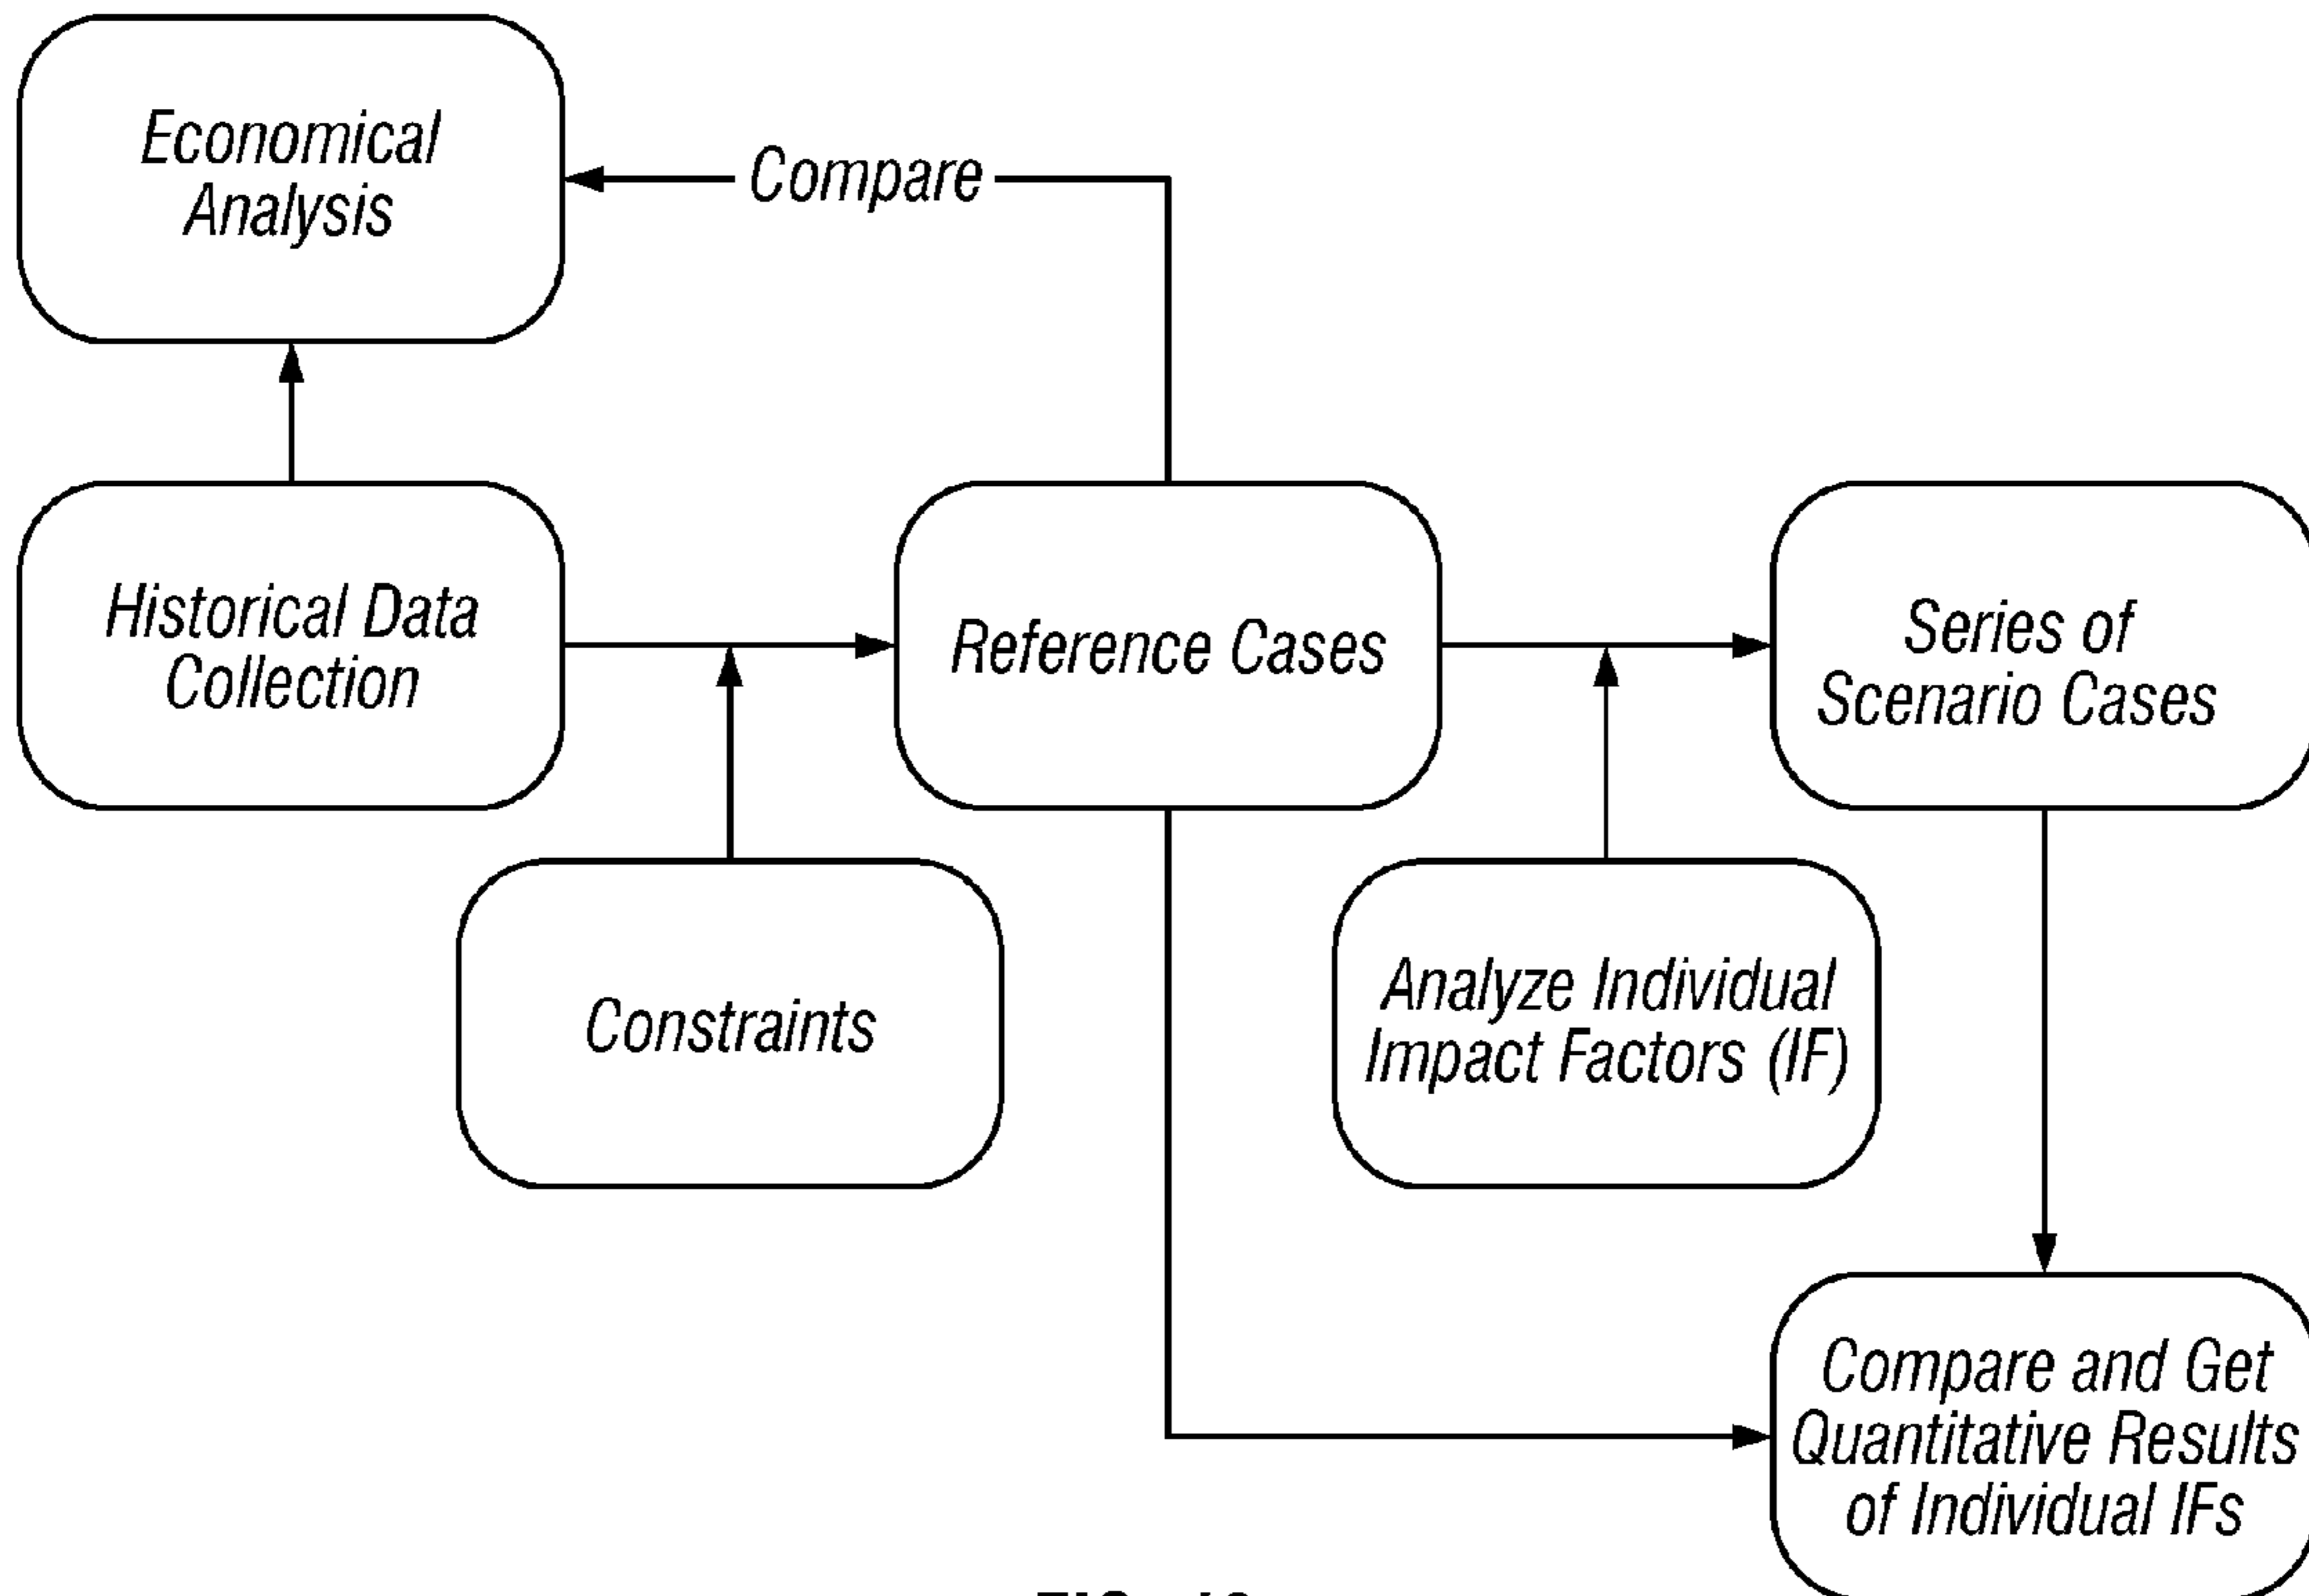 Economical
Analysis
Compare
Historical Data
Collection
Reference Cases
Series of
Scenario Cases
Constraints
Analyze Individual
Impact Factors (IF)
Compare and Get
Quantitative Results
of Individual IFs